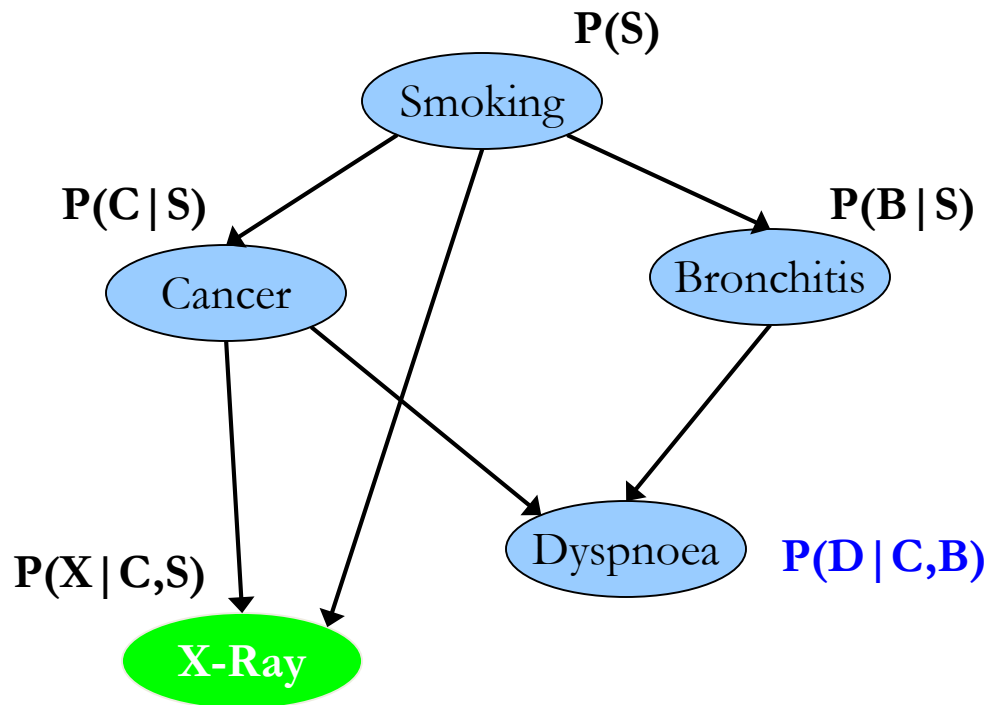 P(S)
Smoking
P(C|S)
P(B|S)
Cancer
Bronchitis
Dyspnoea
P(D|C,B)
P(X|C,S)
X-Ray